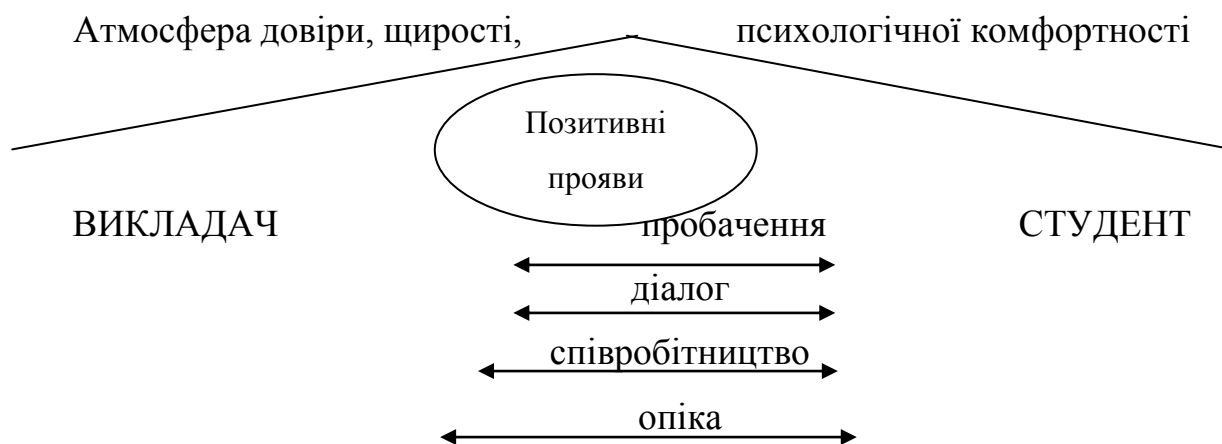 Атмосфера довіри, щирості, психологічної комфортності
Позитивні
прояви
ВИКЛАДАЧ пробачення СТУДЕНТ
діалог
співробітництво
опіка